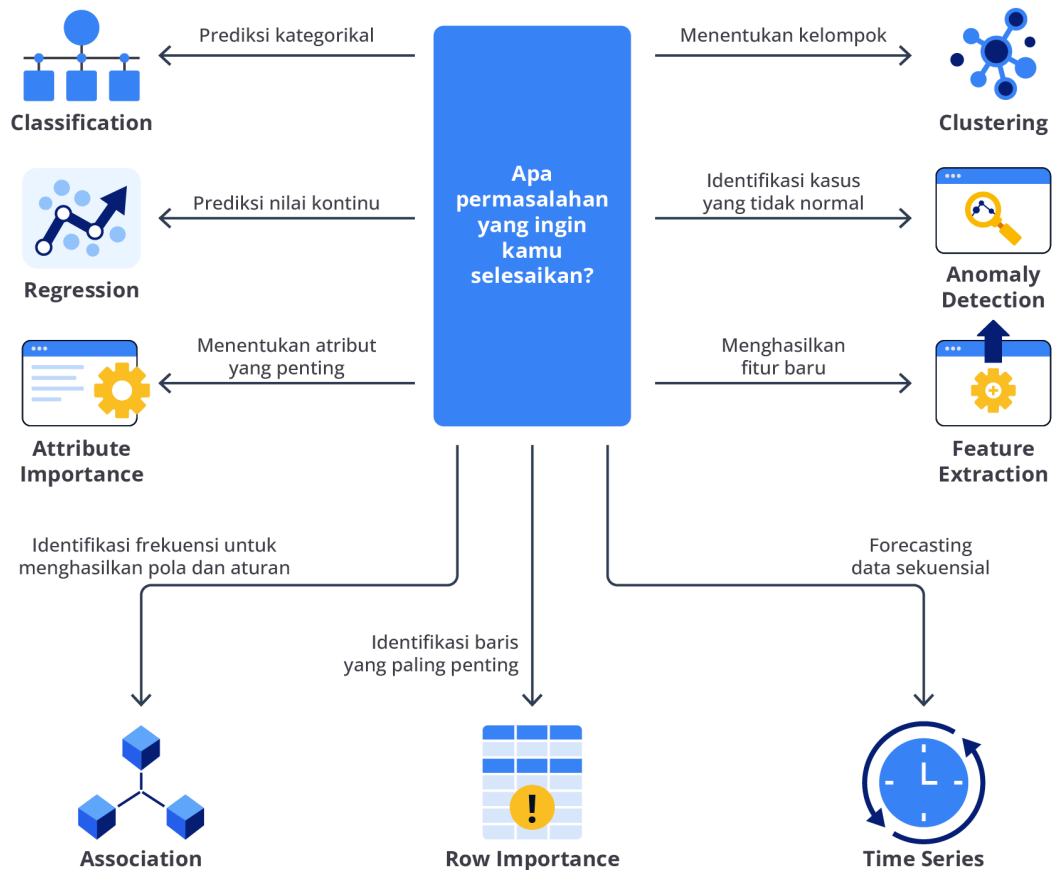 Apa
permasalahan
yang ingin
kamu
selesaikan?
Prediksi kategorikal
Classification
Prediksi nilai kontinu
Regression
Menentukan atribut
yang penting
Attribute
Importance
Menentukan kelompok
Clustering
Identifikasi kasus
yang tidak normal
Anomaly
Detection
Menghasilkan
fitur baru
Feature
Extraction
Identifikasi frekuensi untuk
menghasilkan pola dan aturan
Association
Identifikasi baris
yang paling penting
Row Importance
Forecasting
data sekuensial
Time Series